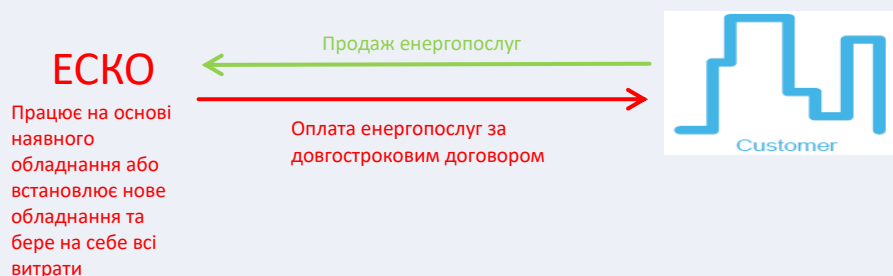 Продаж енергопослуг
ЕСКО
Працює на основі
наявного
обладнання або
встановлює нове
обладнання та
бере на себе всі
витрати
Оплата енергопослуг за
довгостроковим договором
Customer